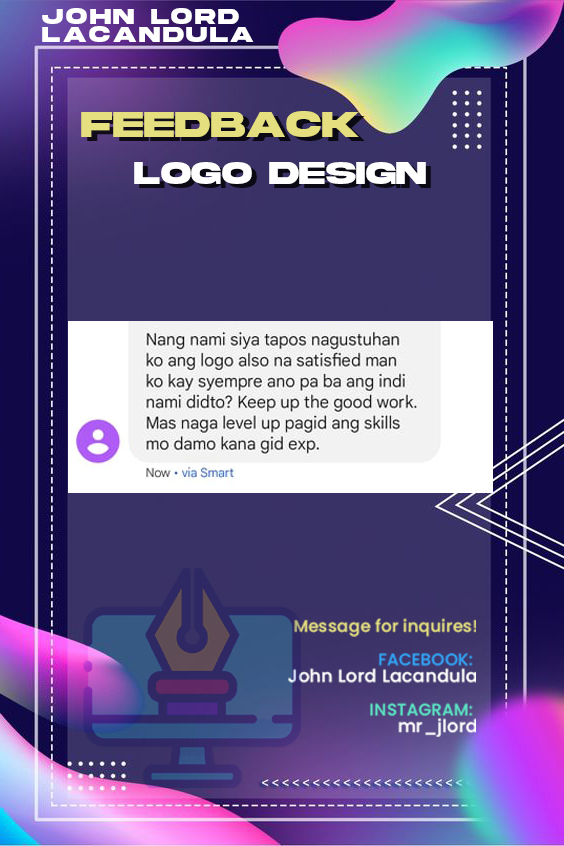 JOHN LORD
LACANDULA
FEEDBACK
LOGO DESIGN
Nang nami siya tapos nagustuhan
ko ang logo also na satisfied man
ko kay syempre ano pa ba ang indi
nami didto? Keep up the good work.
Mas naga level up pagid ang skills
mo damo kana gid exp.
Now • via Smart
Message for inquires!
FACEBOOK:
John Lord Lacandula
INSTAGRAM:
mr_jlord